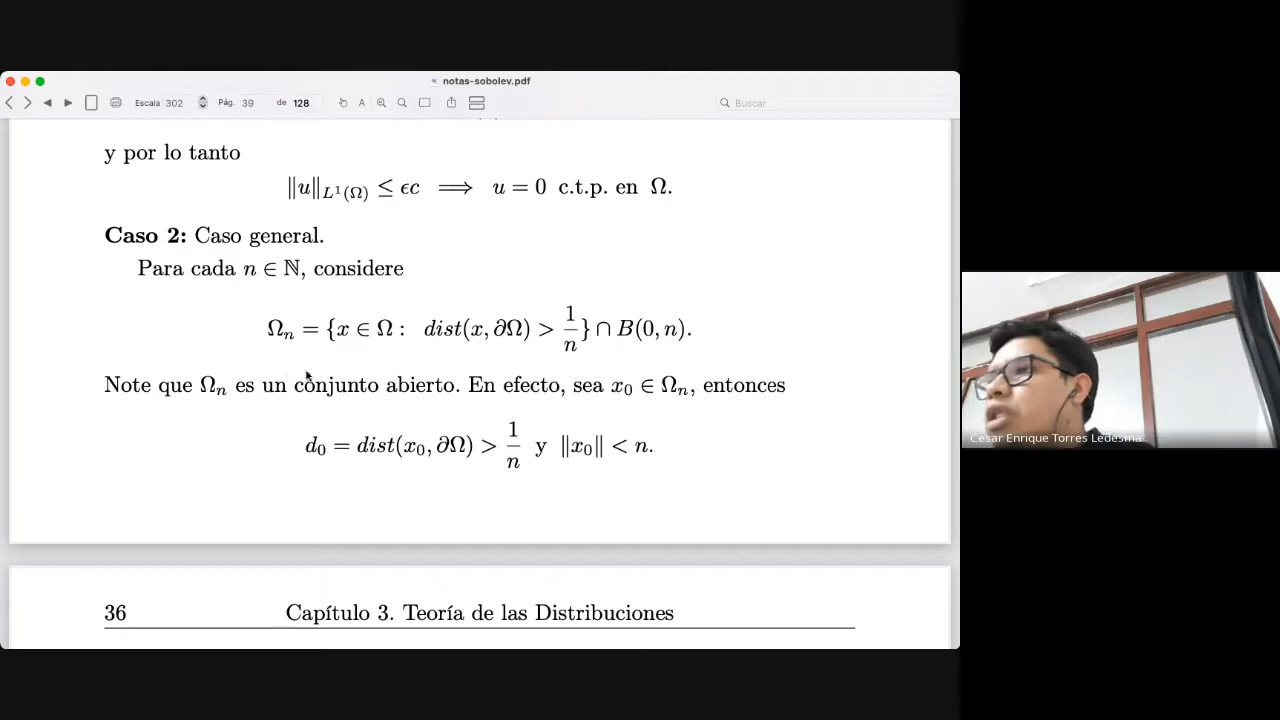 notas-sobolev.pdf
Escala 302 Pág. 39 de 128 Buscar
y por lo tanto
‖u‖_{L^1(Ω)} ≤ ϵc ⟹ u = 0 c.t.p. en Ω.
Caso 2: Caso general.
Para cada n ∈ ℕ, considere
Ω_n = {x ∈ Ω : dist(x, ∂Ω) > 1/n} ∩ B(0, n).
Note que Ω_n es un conjunto abierto. En efecto, sea x_0 ∈ Ω_n, entonces
d_0 = dist(x_0, ∂Ω) > 1/n y ‖x_0‖ < n.
36 Capítulo 3. Teoría de las Distribuciones
César Enrique Torres Ledesma